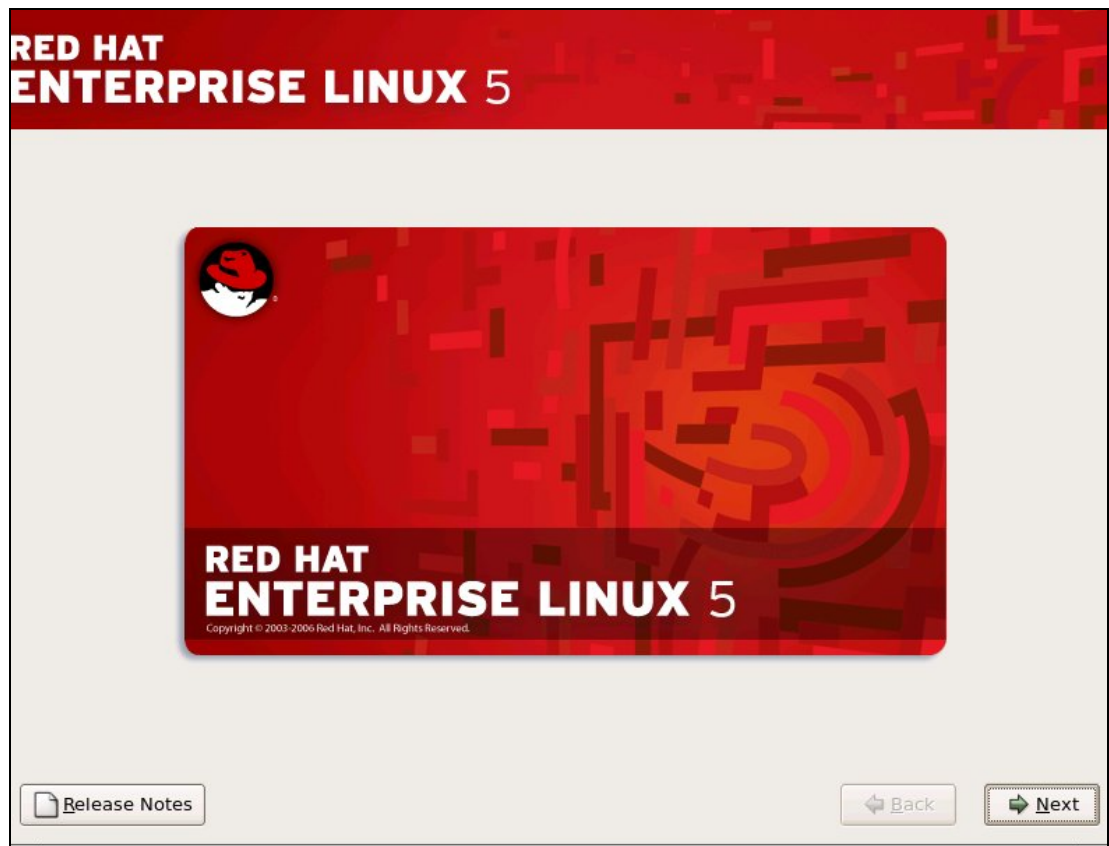 RED HAT
ENTERPRISE LINUX 5
RED HAT
ENTERPRISE LINUX 5
Copyright © 2003-2006 Red Hat, Inc. All Rights Reserved.
Release Notes
Back
Next